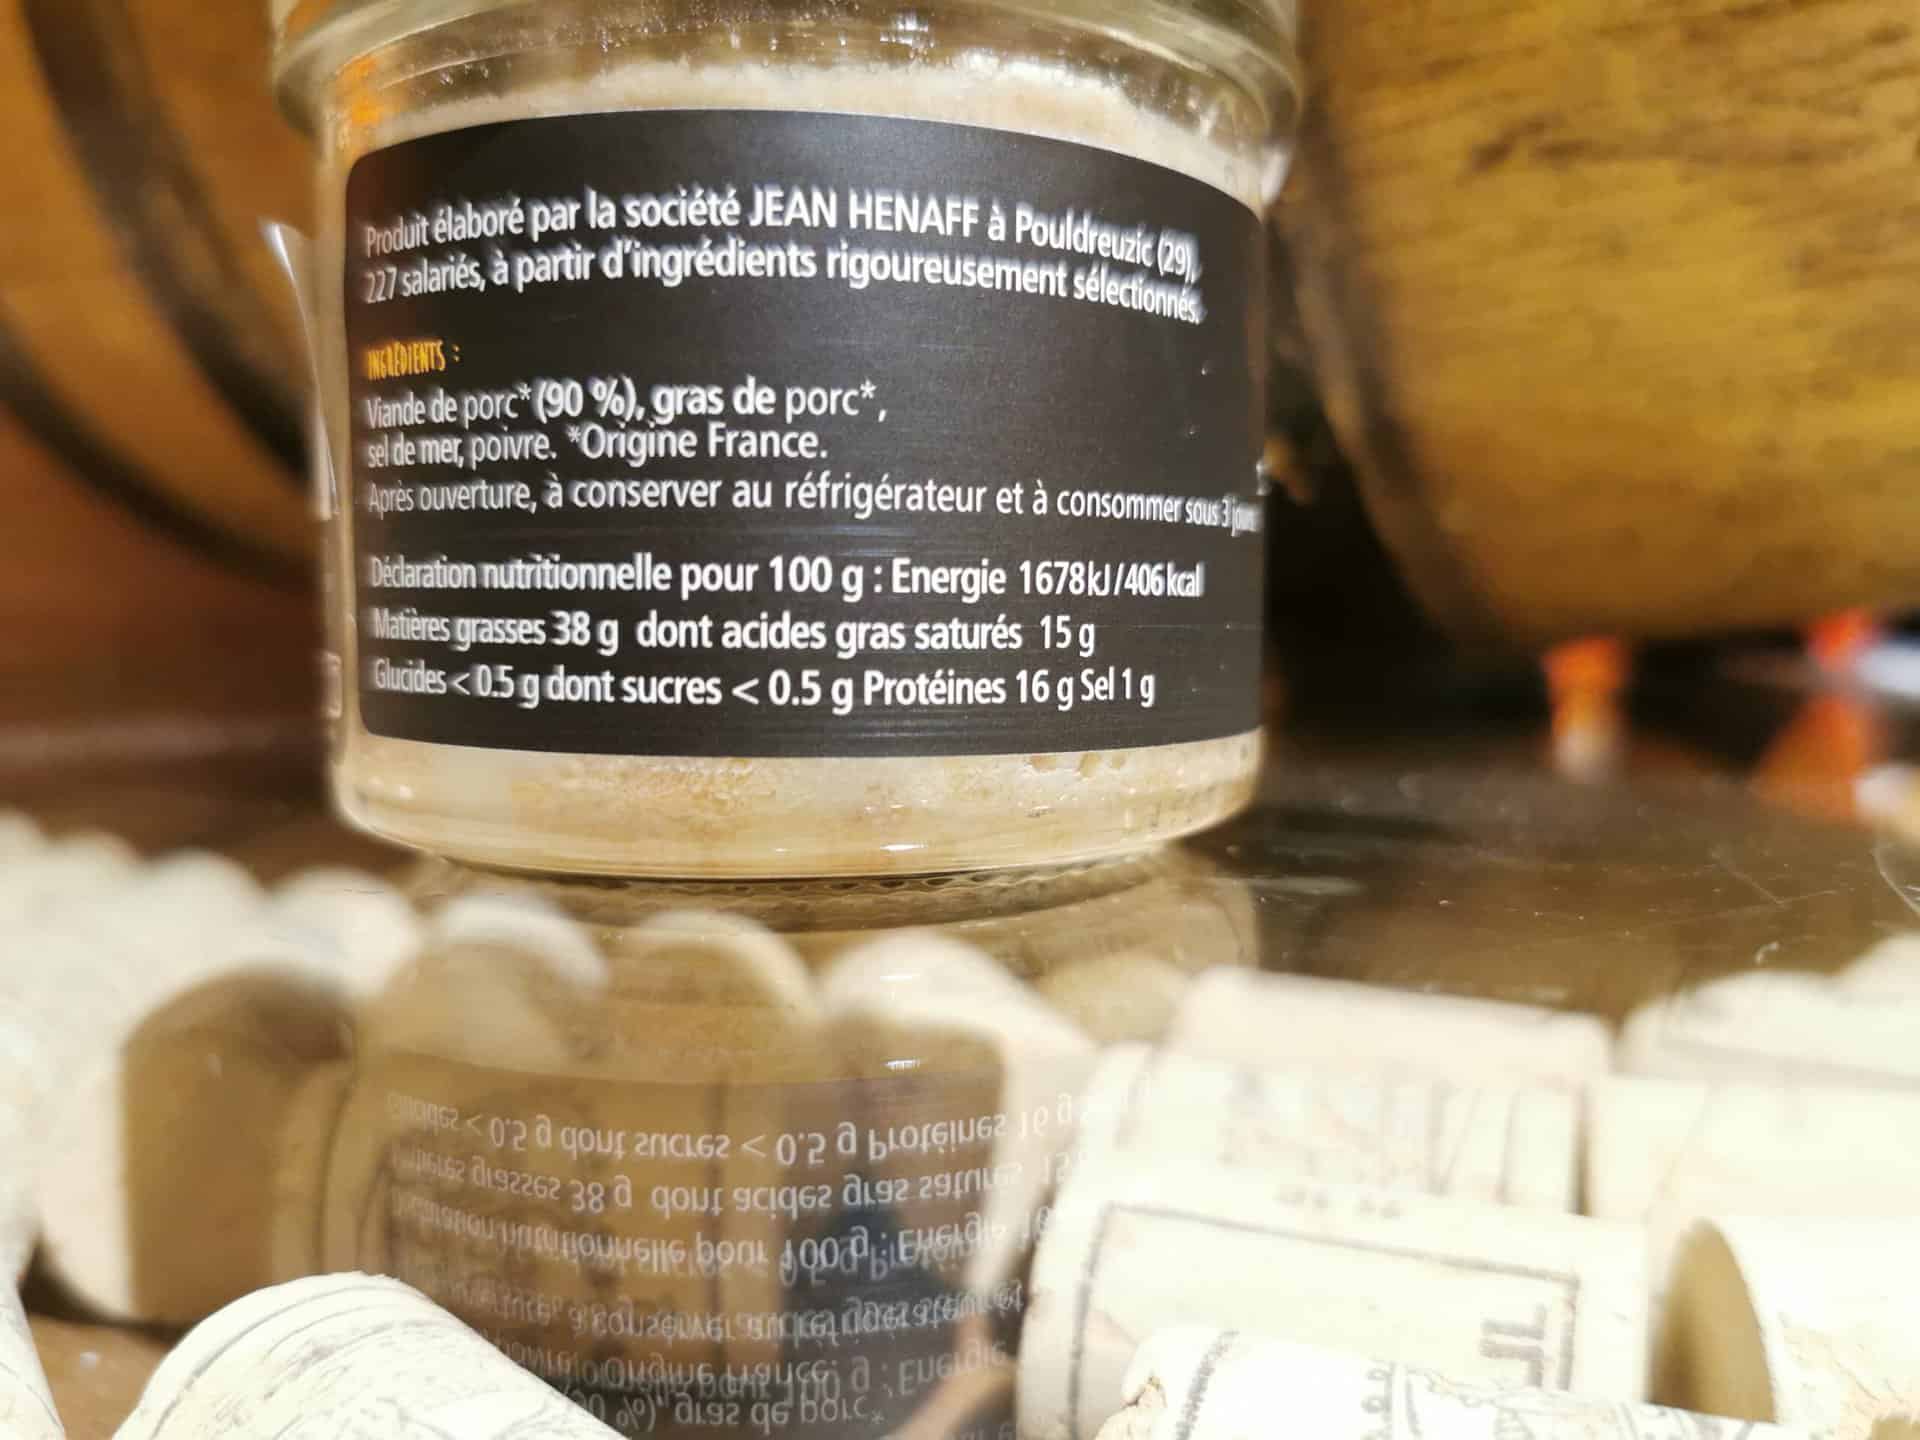 Produit élaboré par la société JEAN HENAFF à Pouldreuzic (29),
227 salariés, à partir d'ingrédients rigoureusement sélectionnés.
INGRÉDIENTS :
Viande de porc* (90 %), gras de porc*,
sel de mer, poivre. *Origine France.
Après ouverture, à conserver au réfrigérateur et à consommer sous 3 jours
Déclaration nutritionnelle pour 100 g : Energie 1678 kJ/406 kcal
Matières grasses 38 g dont acides gras saturés 15 g
Glucides < 0.5 g dont sucres < 0.5 g Protéines 16 g Sel 1 g